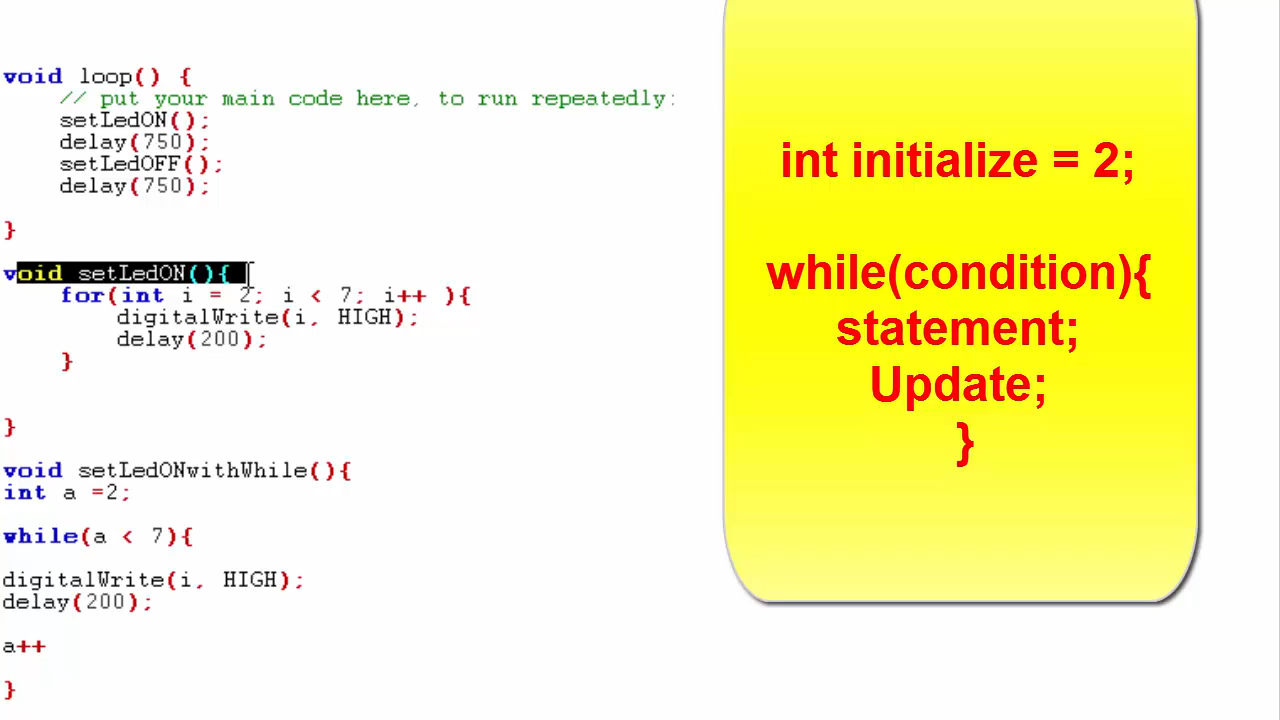 void loop() {
// put your main code here, to run repeatedly:
setLedON();
delay(750);
setLedOFF();
delay(750);
}
void setLedON(){
for(int i = 2; i < 7; i++ ){
digitalWrite(i, HIGH);
delay(200);
}
}
void setLedONwithWhile(){
int a =2;
while(a < 7){
digitalWrite(i, HIGH);
delay(200);
a++
}
int initialize = 2;
while(condition){
statement;
Update;
}